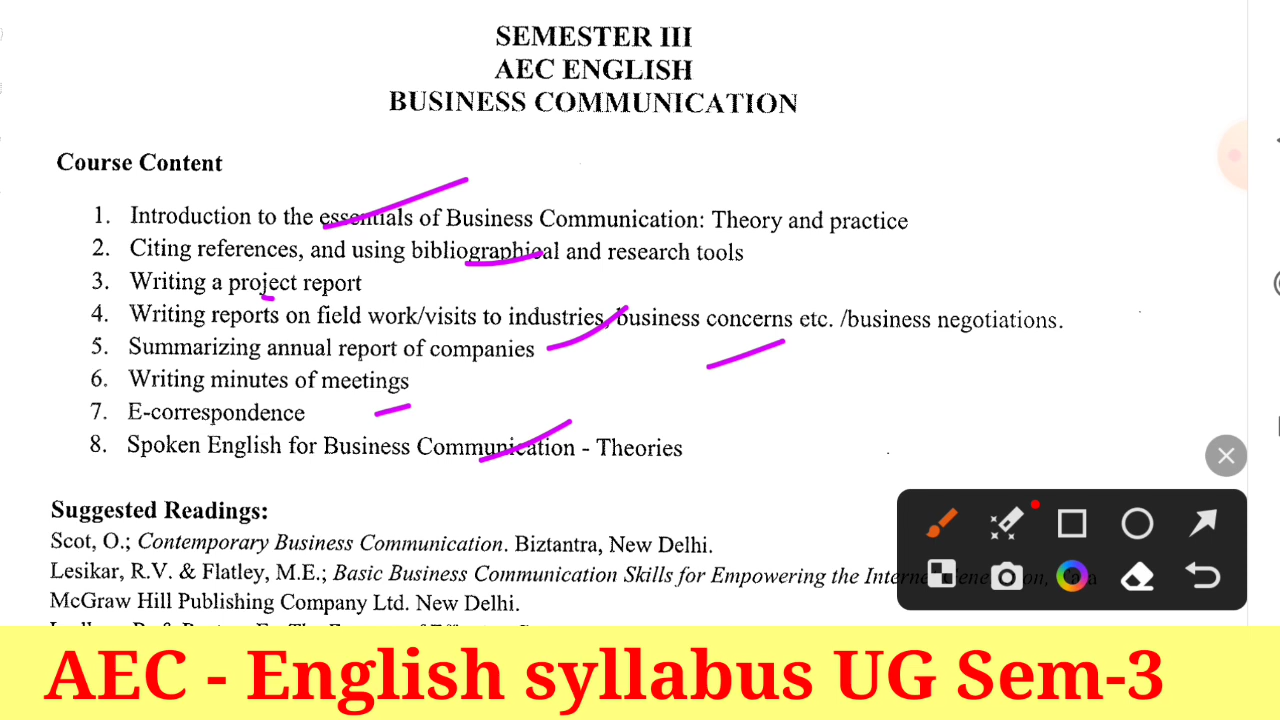 SEMESTER III
AEC ENGLISH
BUSINESS COMMUNICATION
Course Content
1. Introduction to the essentials of Business Communication: Theory and practice
2. Citing references, and using bibliographical and research tools
3. Writing a project report
4. Writing reports on field work/visits to industries, business concerns etc. /business negotiations.
5. Summarizing annual report of companies
6. Writing minutes of meetings
7. E-correspondence
8. Spoken English for Business Communication - Theories
Suggested Readings:
Scot, O.; Contemporary Business Communication. Biztantra, New Delhi.
Lesikar, R.V. & Flatley, M.E.; Basic Business Communication Skills for Empowering the Internet Generation,
McGraw Hill Publishing Company Ltd. New Delhi.
AEC - English syllabus UG Sem-3